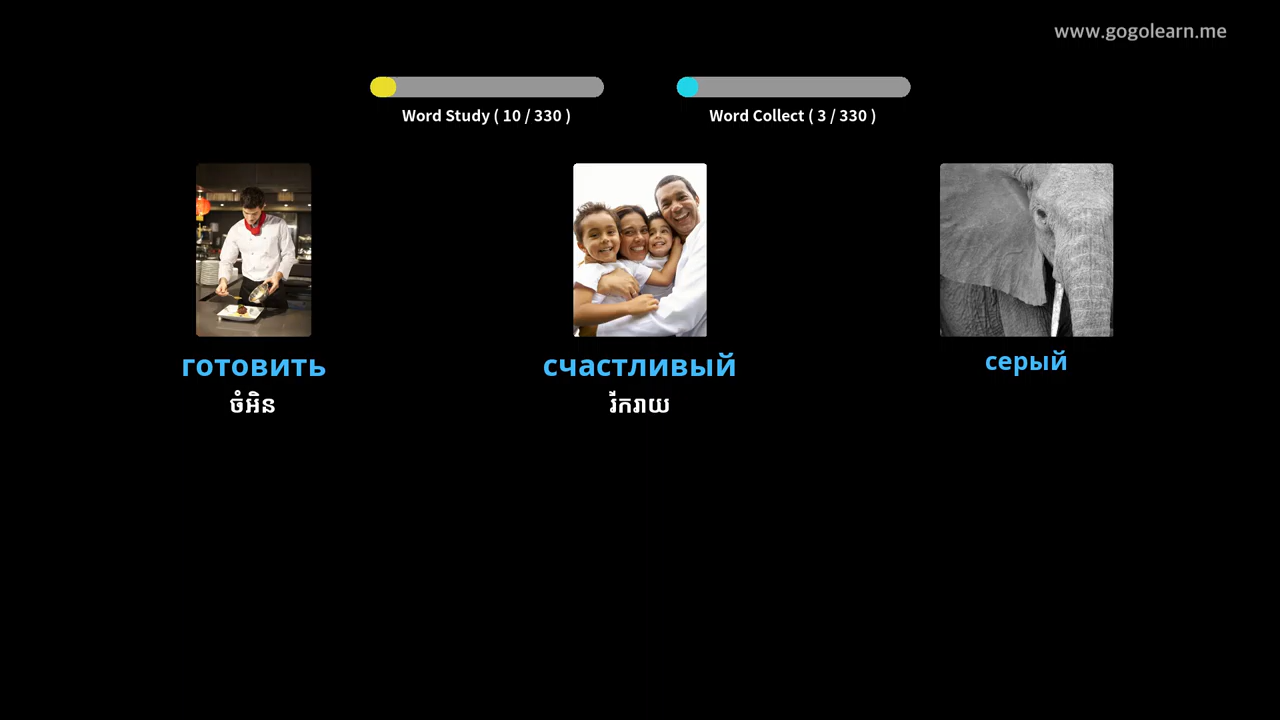 www.gogolearn.me
Word Study ( 10 / 330 )
Word Collect ( 3 / 330 )
готовить
ចំអិន
счастливый
រីករាយ
серый